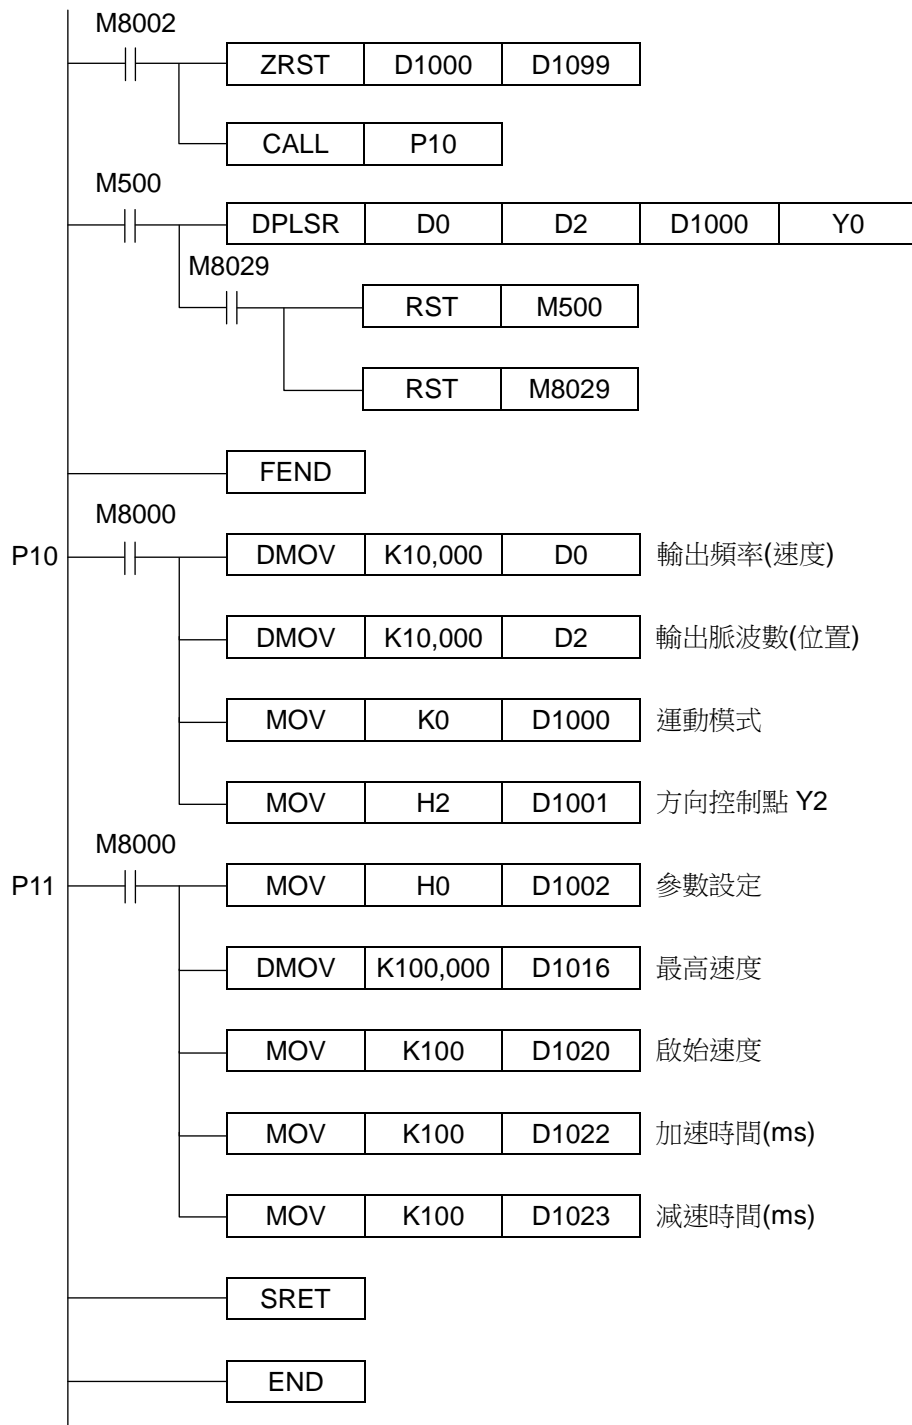 M8002
ZRST D1000 D1099
CALL P10
M500
DPLSR D0 D2 D1000 Y0
M8029
RST M500
RST M8029
FEND
M8000
P10 DMOV K10,000 D0 輸出頻率(速度)
DMOV K10,000 D2 輸出脈波數(位置)
MOV K0 D1000 運動模式
MOV H2 D1001 方向控制點 Y2
M8000
P11 MOV H0 D1002 參數設定
DMOV K100,000 D1016 最高速度
MOV K100 D1020 啟始速度
MOV K100 D1022 加速時間(ms)
MOV K100 D1023 減速時間(ms)
SRET
END